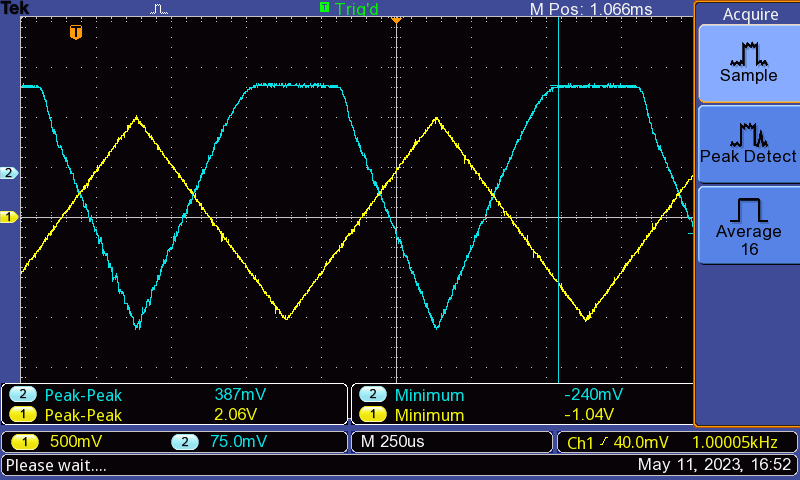 Tek T Trig'd M Pos: 1.066ms Acquire
T
Sample
Peak Detect
2
1
Average
16
2 Peak-Peak 387mV 2 Minimum -240mV
1 Peak-Peak 2.06V 1 Minimum -1.04V
1 500mV 2 75.0mV M 250us Ch1 / 40.0mV 1.00005kHz
Please wait.... May 11, 2023, 16:52